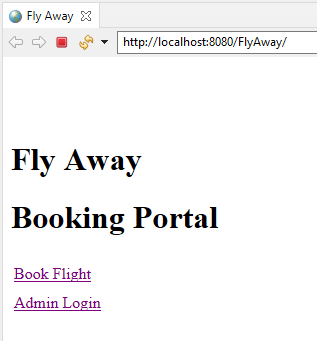 Fly Away
http://localhost:8080/FlyAway/
Fly Away
Booking Portal
Book Flight
Admin Login